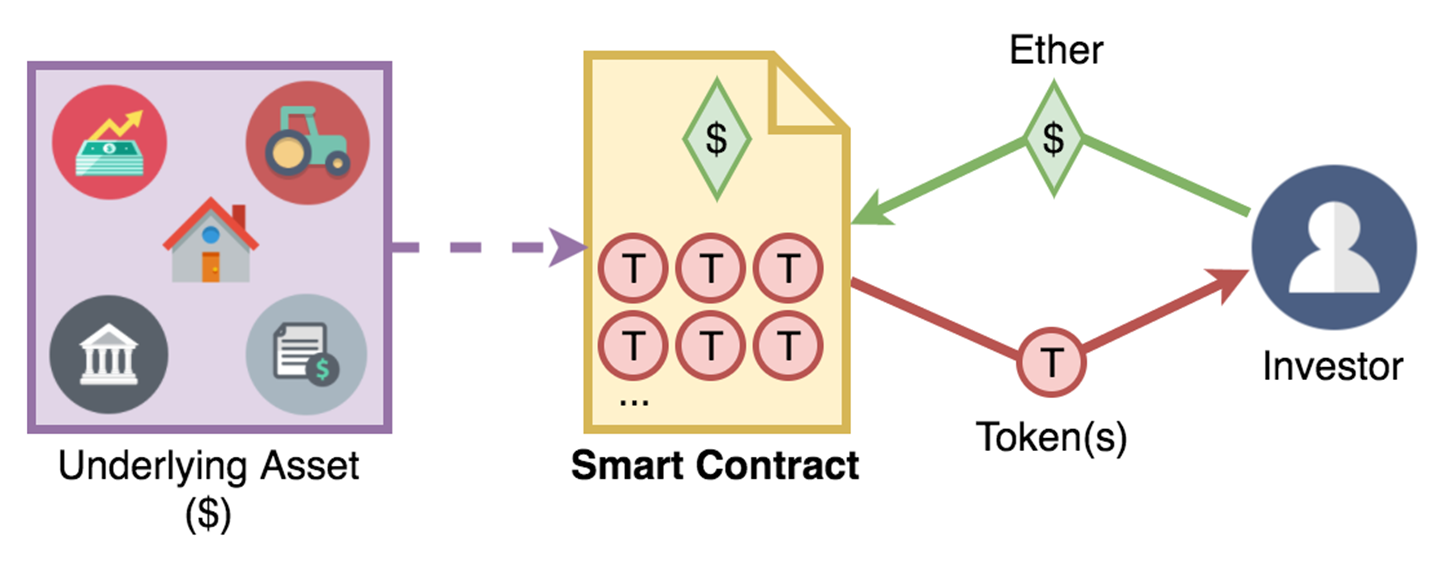 Ether
$
$
T T T
T T T
...
T
Token(s)
Investor
Underlying Asset
($)
Smart Contract
$
$